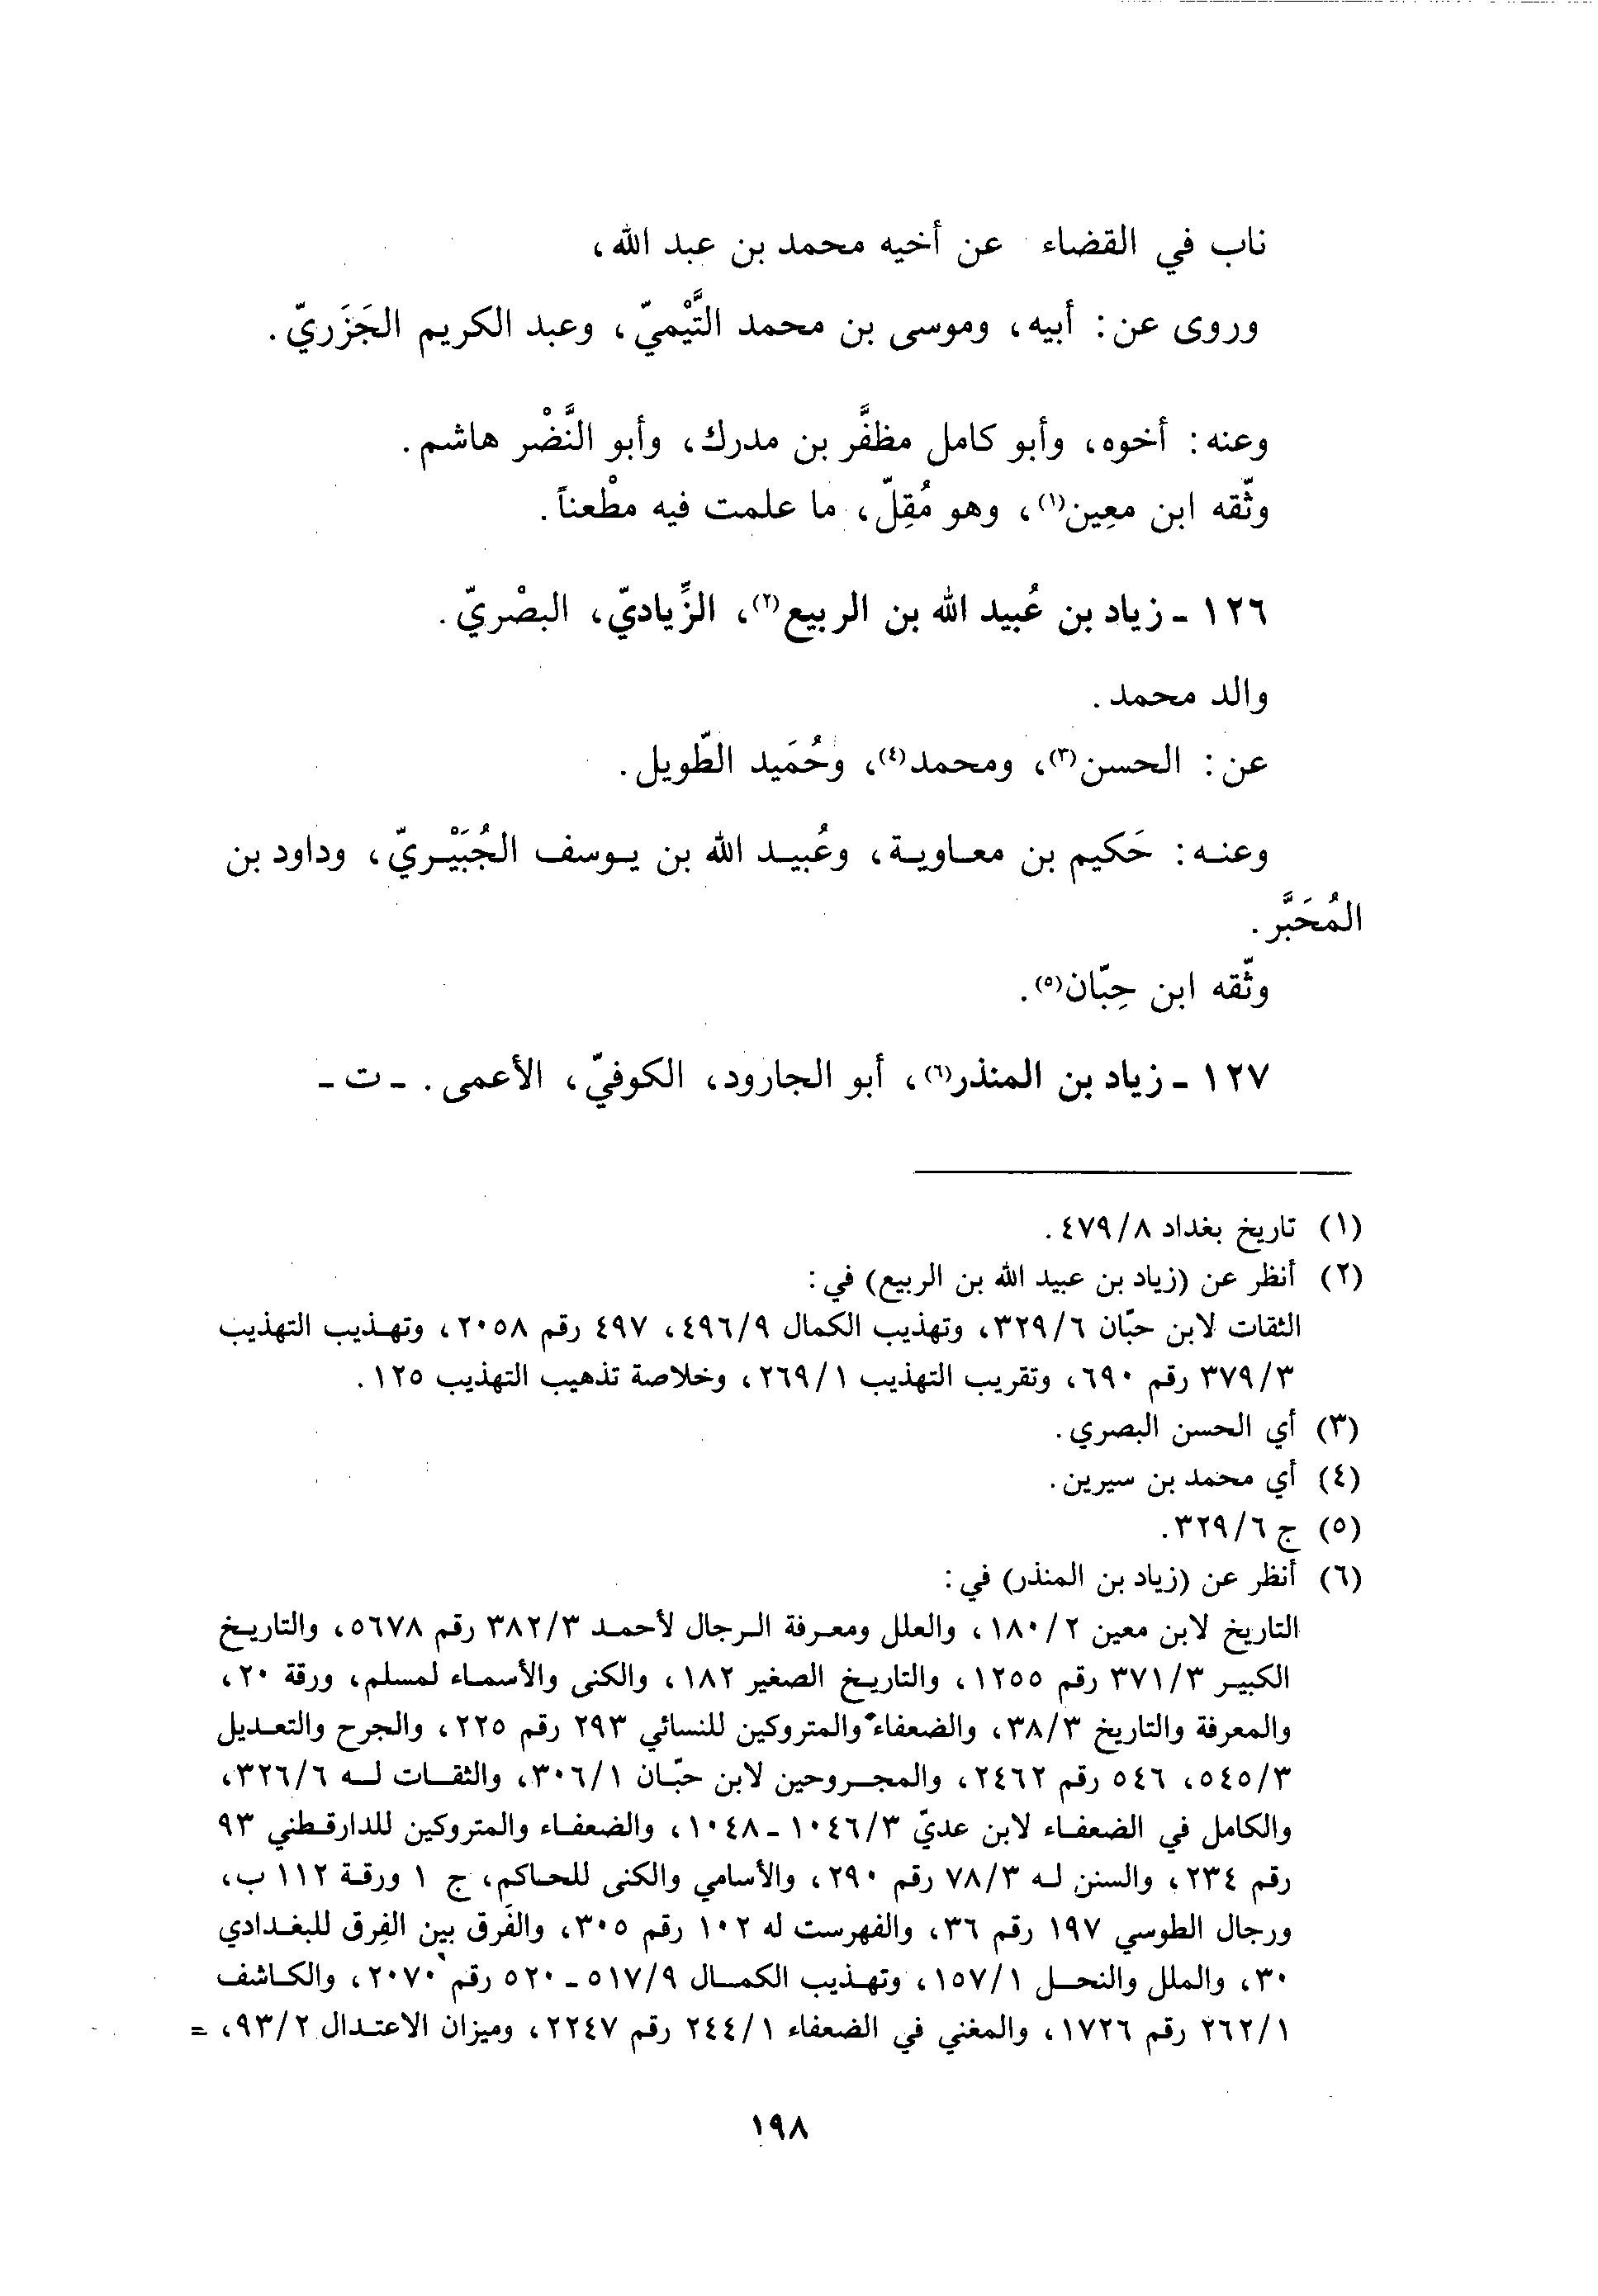 ناب في القضاء عن أخيه محمد بن عبد الله،
وروى عن: أبيه، وموسى بن محمد التَّيْميّ، وعبد الكريم الجَزَريّ.
وعنه: أخوه، وأبو كامل مظفَّر بن مدرك، وأبو النَّضْر هاشم.
وثّقه ابن معِين(١)، وهو مُقِلّ، ما علمت فيه مطْعناً.
١٢٦ - زياد بن عُبيد الله بن الربيع(٢)، الزِّياديّ، البصْريّ.
والد محمد.
عن: الحسن(٣)، ومحمد(٤)، وحُمَيد الطّويل.
وعنه: حَكيم بن معاوية، وعُبيد الله بن يوسف الجُبَيْريّ، وداود بن
المُحَبَّر.
وثّقه ابن حِبّان(٥).
١٢٧ - زياد بن المنذر(٦)، أبو الجارود، الكوفيّ، الأعمى. - ت -
(١) تاريخ بغداد ٤٧٩/٨.
(٢) أنظر عن (زياد بن عبيد الله بن الربيع) في:
الثقات لابن حبّان ٣٢٩/٦، وتهذيب الكمال ٤٩٦/٩، ٤٩٧ رقم ٢٠٥٨، وتهذيب التهذيب
٣٧٩/٣ رقم ٦٩٠، وتقريب التهذيب ٢٦٩/١، وخلاصة تذهيب التهذيب ١٢٥.
(٣) أي الحسن البصري.
(٤) أي محمد بن سيرين.
(٥) ج ٣٢٩/٦.
(٦) أنظر عن (زياد بن المنذر) في:
التاريخ لابن معين ١٨٠/٢، والعلل ومعرفة الرجال لأحمد ٣٨٢/٣ رقم ٥٦٧٨، والتاريخ
الكبير ٣٧١/٣ رقم ١٢٥٥، والتاريخ الصغير ١٨٢، والكنى والأسماء لمسلم، ورقة ٢٠،
والمعرفة والتاريخ ٣٨/٣، والضعفاء والمتروكين للنسائي ٢٩٣ رقم ٢٢٥، والجرح والتعديل
٥٤٥/٣، ٥٤٦ رقم ٢٤٦٢، والمجروحين لابن حبّان ٣٠٦/١، والثقات له ٣٢٦/٦،
والكامل في الضعفاء لابن عديّ ١٠٤٦/٣ - ١٠٤٨، والضعفاء والمتروكين للدارقطني ٩٣
رقم ٢٣٤، والسنن له ٧٨/٣ رقم ٢٩٠، والأسامي والكنى للحاكم، ج ١ ورقة ١١٢ ب،
ورجال الطوسي ١٩٧ رقم ٣٦، والفهرست له ١٠٢ رقم ٣٠٥، والفَرق بين الفِرق للبغدادي
٣٠، والملل والنحل ١٥٧/١، وتهذيب الكمال ٥١٧/٩ - ٥٢٠ رقم ٢٠٧٠، والكاشف
٢٦٢/١ رقم ١٧٢٦، والمغني في الضعفاء ٢٤٤/١ رقم ٢٢٤٧، وميزان الاعتدال ٩٣/٢، =
١٩٨